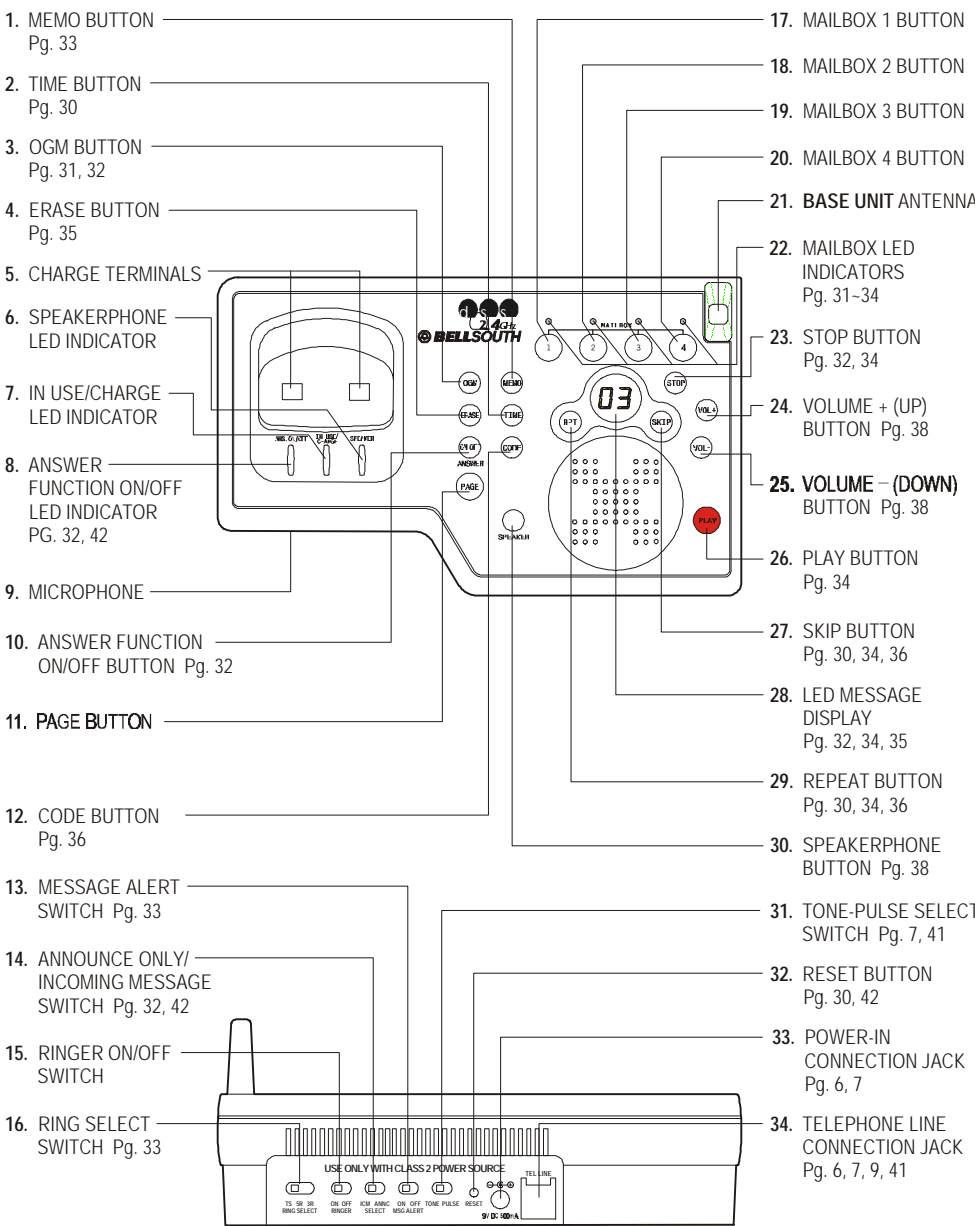 1. MEMO BUTTON
Pg. 33
2. TIME BUTTON
Pg. 30
3. OGM BUTTON
Pg. 31, 32
4. ERASE BUTTON
Pg. 35
5. CHARGE TERMINALS
6. SPEAKERPHONE
LED INDICATOR
7. IN USE/CHARGE
LED INDICATOR
8. ANSWER
FUNCTION ON/OFF
LED INDICATOR
PG. 32, 42
9. MICROPHONE
10. ANSWER FUNCTION
ON/OFF BUTTON Pg. 32
11. PAGE BUTTON
12. CODE BUTTON
Pg. 36
13. MESSAGE ALERT
SWITCH Pg. 33
14. ANNOUNCE ONLY/
INCOMING MESSAGE
SWITCH Pg. 32, 42
15. RINGER ON/OFF
SWITCH
16. RING SELECT
SWITCH Pg. 33
17. MAILBOX 1 BUTTON
18. MAILBOX 2 BUTTON
19. MAILBOX 3 BUTTON
20. MAILBOX 4 BUTTON
21. BASE UNIT ANTENNA
22. MAILBOX LED
INDICATORS
Pg. 31~34
23. STOP BUTTON
Pg. 32, 34
24. VOLUME + (UP)
BUTTON Pg. 38
25. VOLUME – (DOWN)
BUTTON Pg. 38
26. PLAY BUTTON
Pg. 34
27. SKIP BUTTON
Pg. 30, 34, 36
28. LED MESSAGE
DISPLAY
Pg. 32, 34, 35
29. REPEAT BUTTON
Pg. 30, 34, 36
30. SPEAKERPHONE
BUTTON Pg. 38
31. TONE-PULSE SELECT
SWITCH Pg. 7, 41
32. RESET BUTTON
Pg. 30, 42
33. POWER-IN
CONNECTION JACK
Pg. 6, 7
34. TELEPHONE LINE
CONNECTION JACK
Pg. 6, 7, 9, 41
dss
2.4GHz
BELLSOUTH
1 2 3 4
OGM MEMO STOP
03
ERASE TIME RPT SKIP VOL+
CODE VOL-
ANSWER
PAGE
PLAY
SPEAKER
SPEAKER
USE ONLY WITH CLASS 2 POWER SOURCE
TEL LINE
TS 5R 3R ON OFF ICM ANNC ON OFF TONE PULSE RESET
RING SELECT RINGER SELECT MSG ALERT
9V DC 500mA